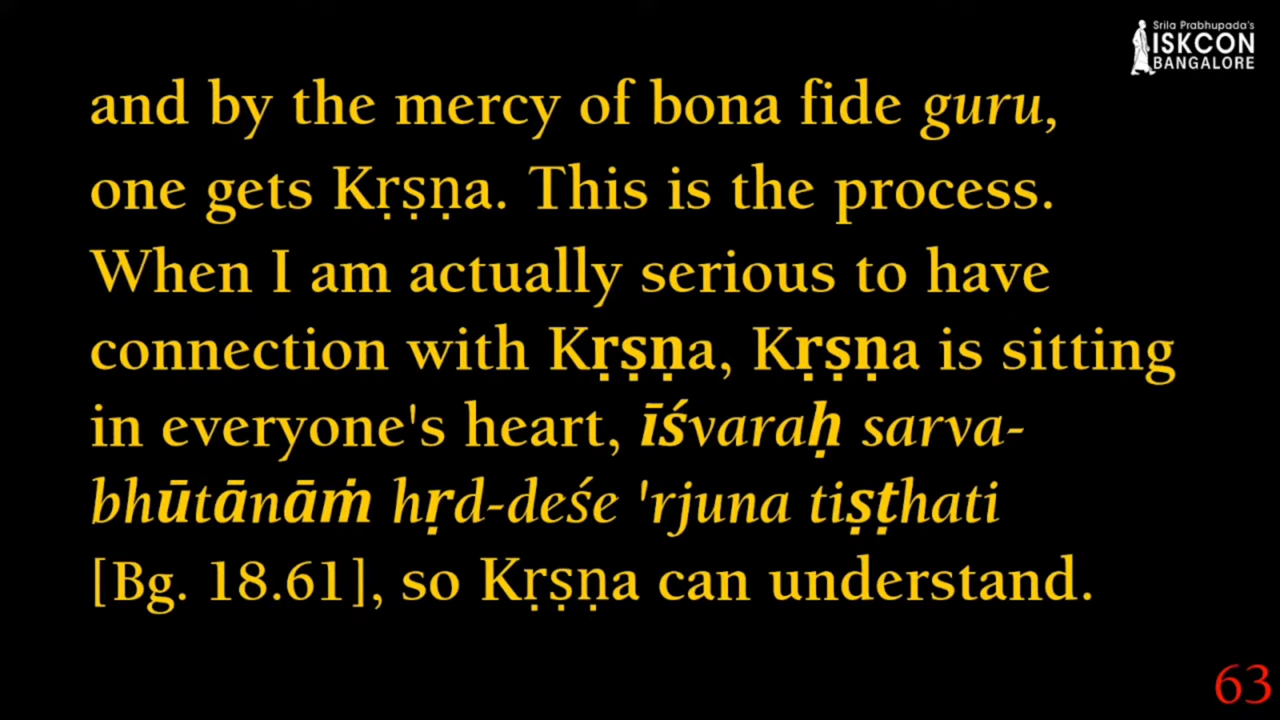 Srila Prabhupada's
ISKCON
BANGALORE
and by the mercy of bona fide guru,
one gets Kṛṣṇa. This is the process.
When I am actually serious to have
connection with Kṛṣṇa, Kṛṣṇa is sitting
in everyone's heart, īśvaraḥ sarva-
bhūtānāṁ hṛd-deśe 'rjuna tiṣṭhati
[Bg. 18.61], so Kṛṣṇa can understand.
63